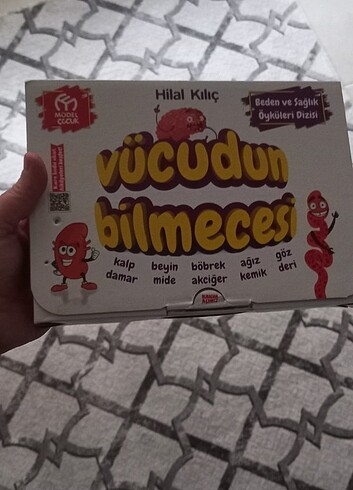 Hilal Kılıç
MODEL
ÇOCUK
Beden ve Sağlık
Öyküleri Dizisi
vücudun
bilmecesi
kalp beyin böbrek ağız göz
damar mide akciğer kemik deri